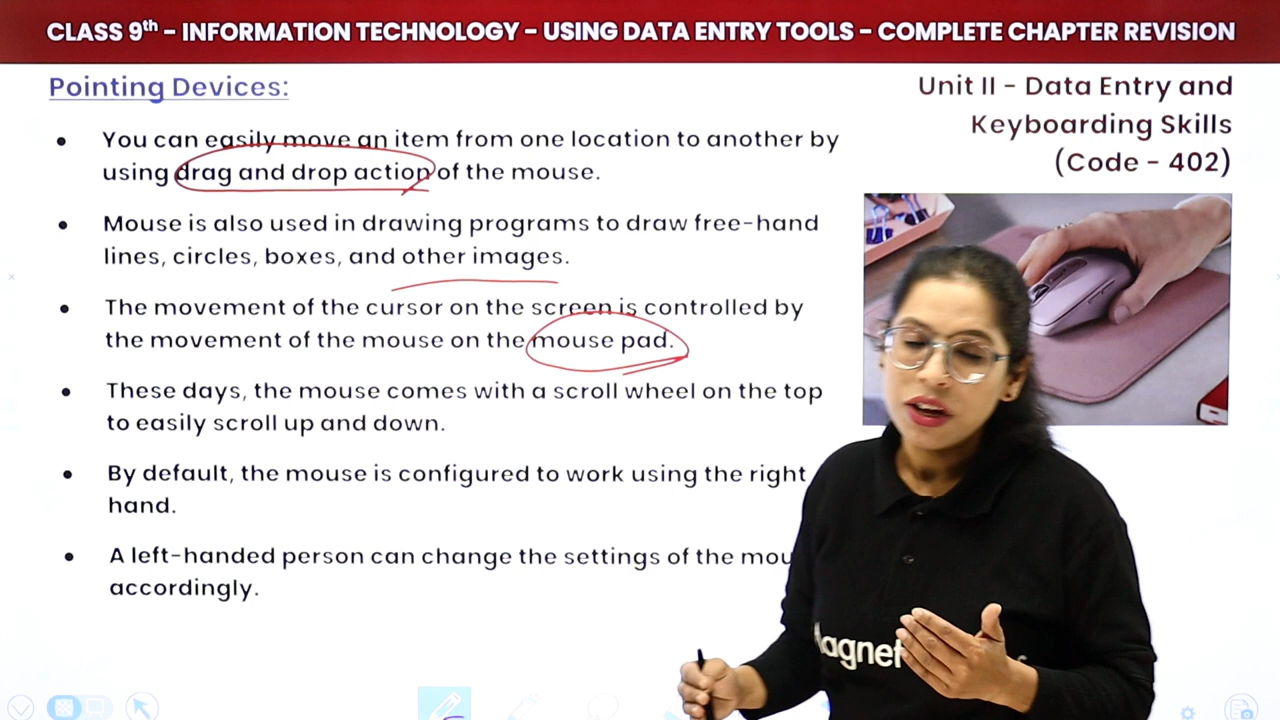 CLASS 9th - INFORMATION TECHNOLOGY - USING DATA ENTRY TOOLS - COMPLETE CHAPTER REVISION
Pointing Devices:
Unit II - Data Entry and
Keyboarding Skills
(Code - 402)
• You can easily move an item from one location to another by
using drag and drop action of the mouse.
• Mouse is also used in drawing programs to draw free-hand
lines, circles, boxes, and other images.
• The movement of the cursor on the screen is controlled by
the movement of the mouse on the mouse pad.
• These days, the mouse comes with a scroll wheel on the top
to easily scroll up and down.
• By default, the mouse is configured to work using the right
hand.
• A left-handed person can change the settings of the
accordingly.